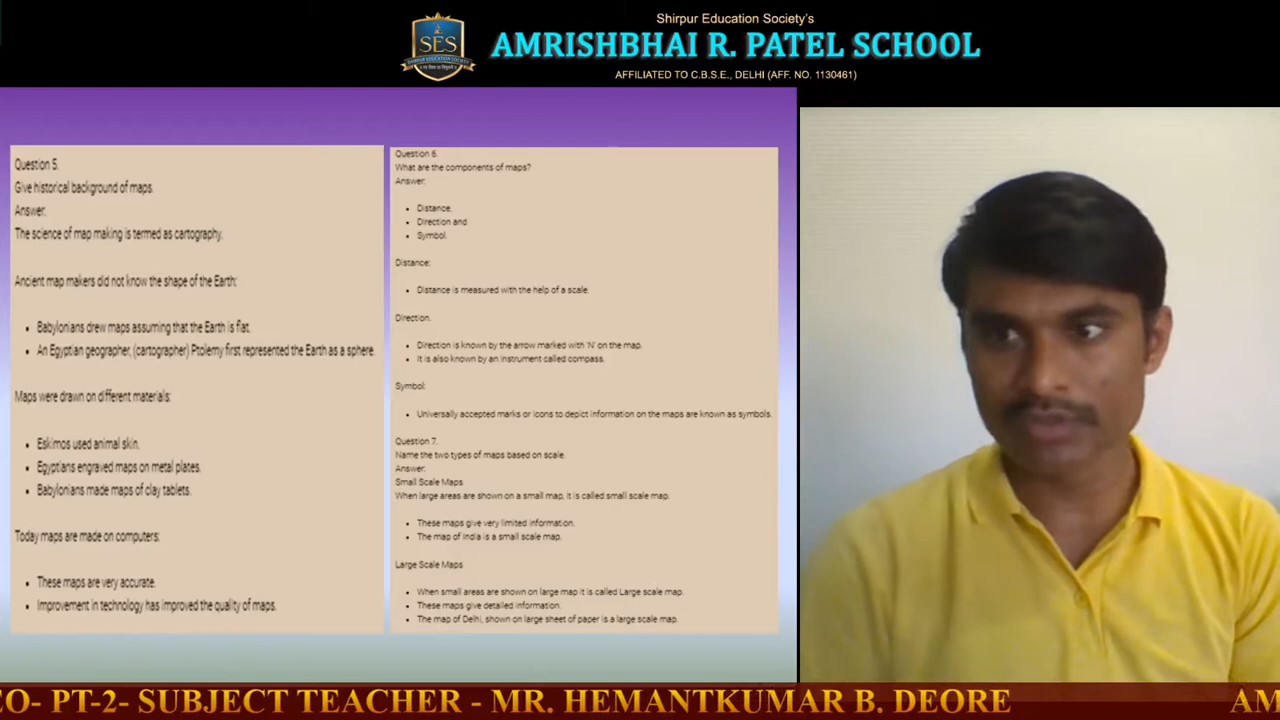 Shirpur Education Society's
SES
SHIRPUR EDUCATION SOCIETY
AMRISHBHAI R. PATEL SCHOOL
AFFILIATED TO C.B.S.E., DELHI (AFF. NO. 1130461)
Question 5.
Give historical background of maps.
Answer:
The science of map making is termed as cartography.
Ancient map makers did not know the shape of the Earth:
• Babylonians drew maps assuming that the Earth is flat.
• An Egyptian geographer, (cartographer) Ptolemy first represented the Earth as a sphere.
Maps were drawn on different materials:
• Eskimos used animal skin.
• Egyptians engraved maps on metal plates.
• Babylonians made maps of clay tablets.
Today maps are made on computers:
• These maps are very accurate.
• Improvement in technology has improved the quality of maps.
Question 6.
What are the components of maps?
Answer:
• Distance,
• Direction and
• Symbol.
Distance:
• Distance is measured with the help of a scale.
Direction.
• Direction is known by the arrow marked with 'N' on the map.
• It is also known by an instrument called compass.
Symbol:
• Universally accepted marks or icons to depict information on the maps are known as symbols.
Question 7.
Name the two types of maps based on scale.
Answer:
Small Scale Maps
When large areas are shown on a small map, it is called small scale map.
• These maps give very limited information.
• The map of India is a small scale map.
Large Scale Maps
• When small areas are shown on large map it is called Large scale map.
• These maps give detailed information.
• The map of Delhi, shown on large sheet of paper is a large scale map.
EO- PT-2- SUBJECT TEACHER - MR. HEMANTKUMAR B. DEORE AM